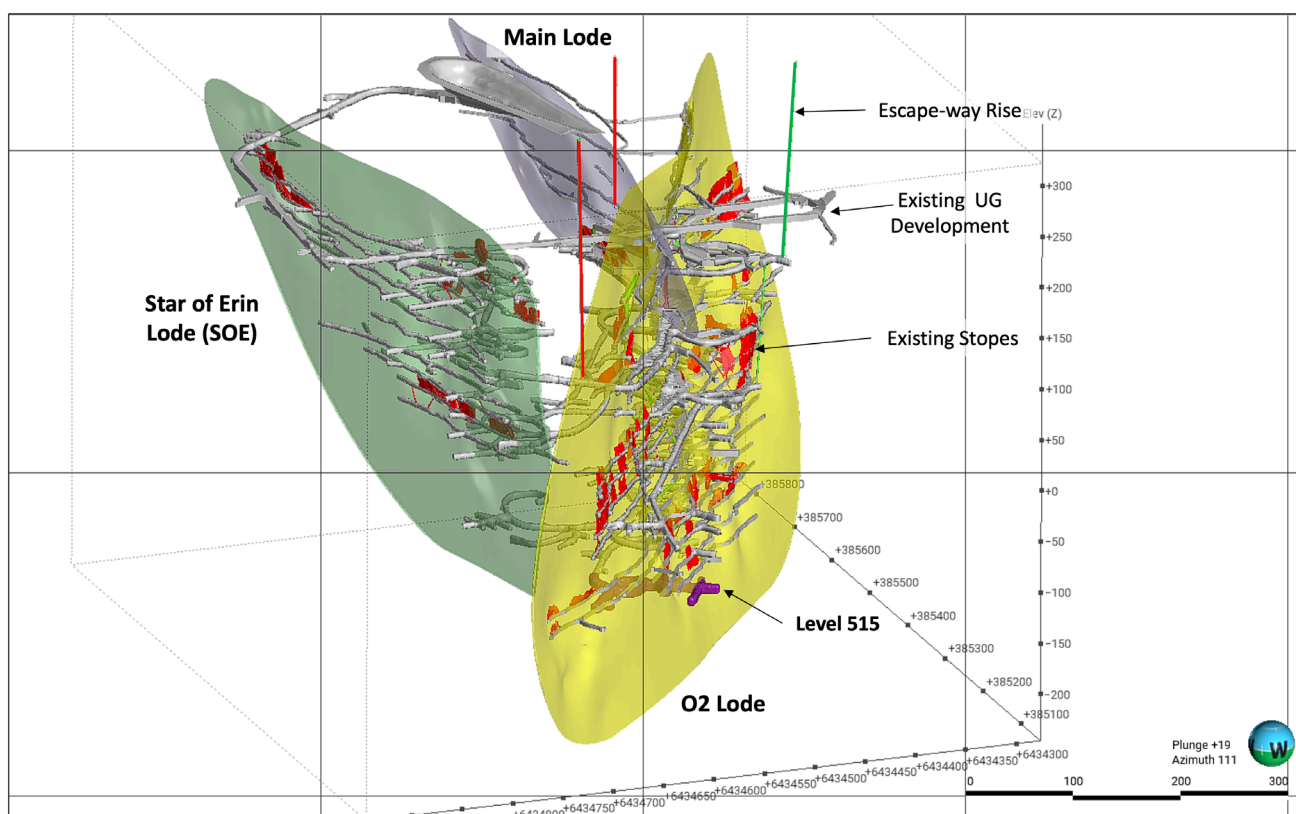 Main Lode
Escape-way Rise
Elev (Z)
+300
Existing UG
Development
+250
Star of Erin
Lode (SOE)
+200
+150
Existing Stopes
+100
+50
+0
+385800
+385700
-50
+385600
+385500
-100
Level 515
+385400
-150
+385300
O2 Lode
-200
+385200
+385100
Plunge +19
Azimuth 111
W
+6434300
+6434350
+6434400
+6434450
+6434500
+6434550
+6434600
+6434650
+6434700
+6434750
+6434800
0 100 200 300